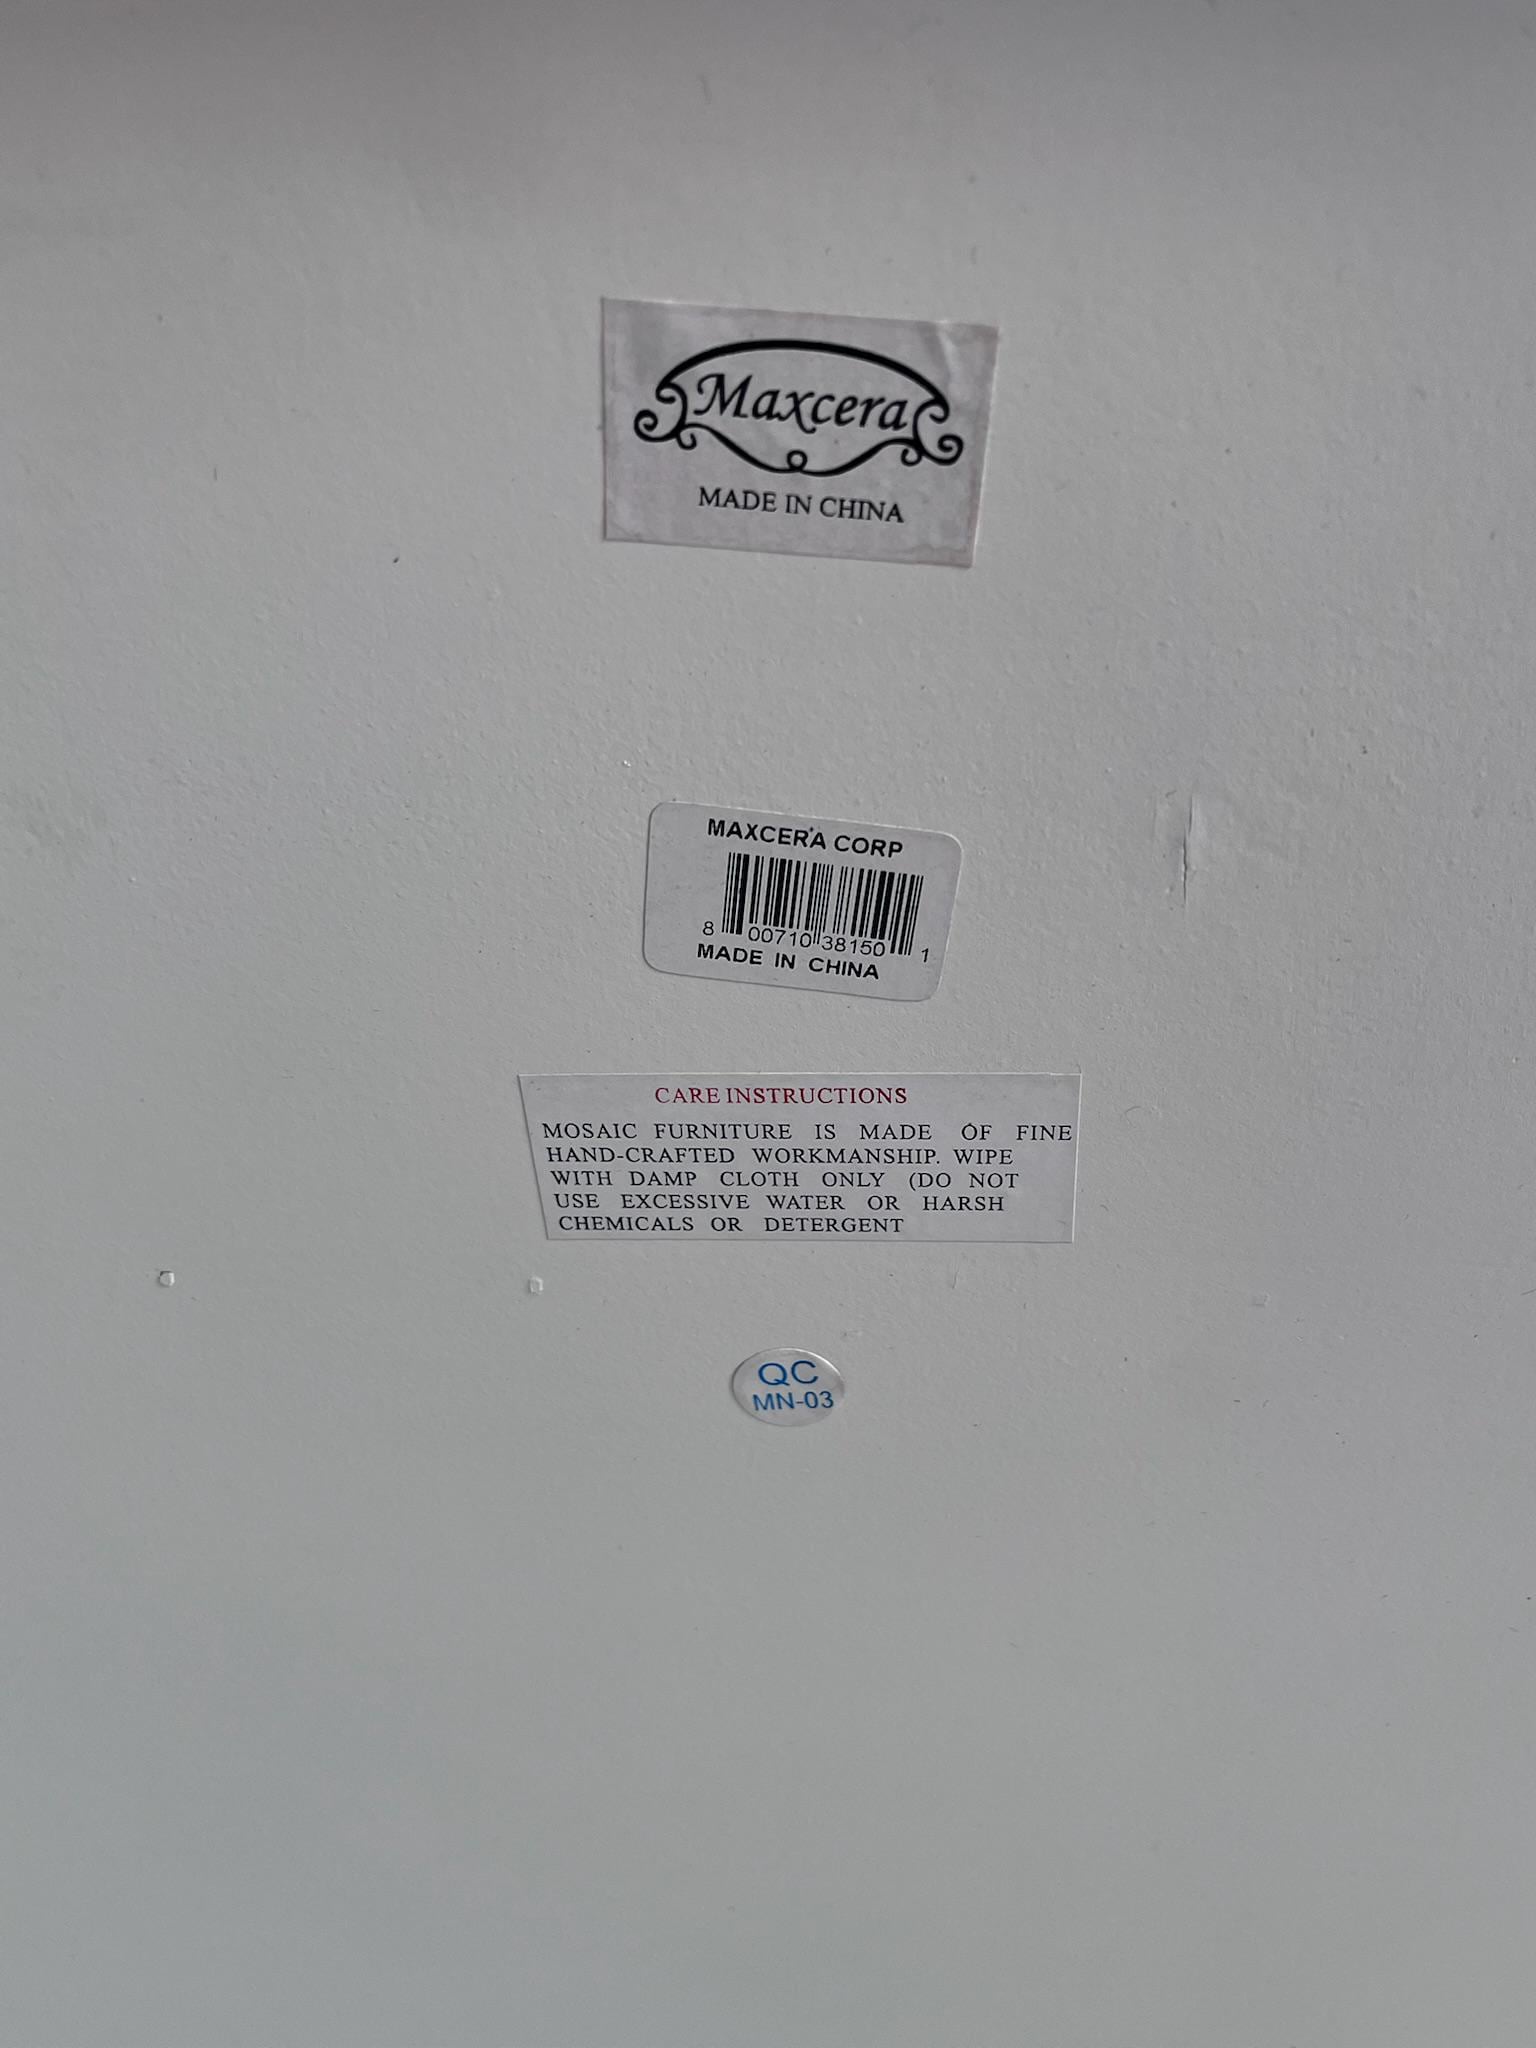 Maxcera
MADE IN CHINA
MAXCERA CORP
8 00710 38150 1
MADE IN CHINA
CARE INSTRUCTIONS
MOSAIC FURNITURE IS MADE OF FINE
HAND-CRAFTED WORKMANSHIP. WIPE
WITH DAMP CLOTH ONLY (DO NOT
USE EXCESSIVE WATER OR HARSH
CHEMICALS OR DETERGENT
QC
MN-03